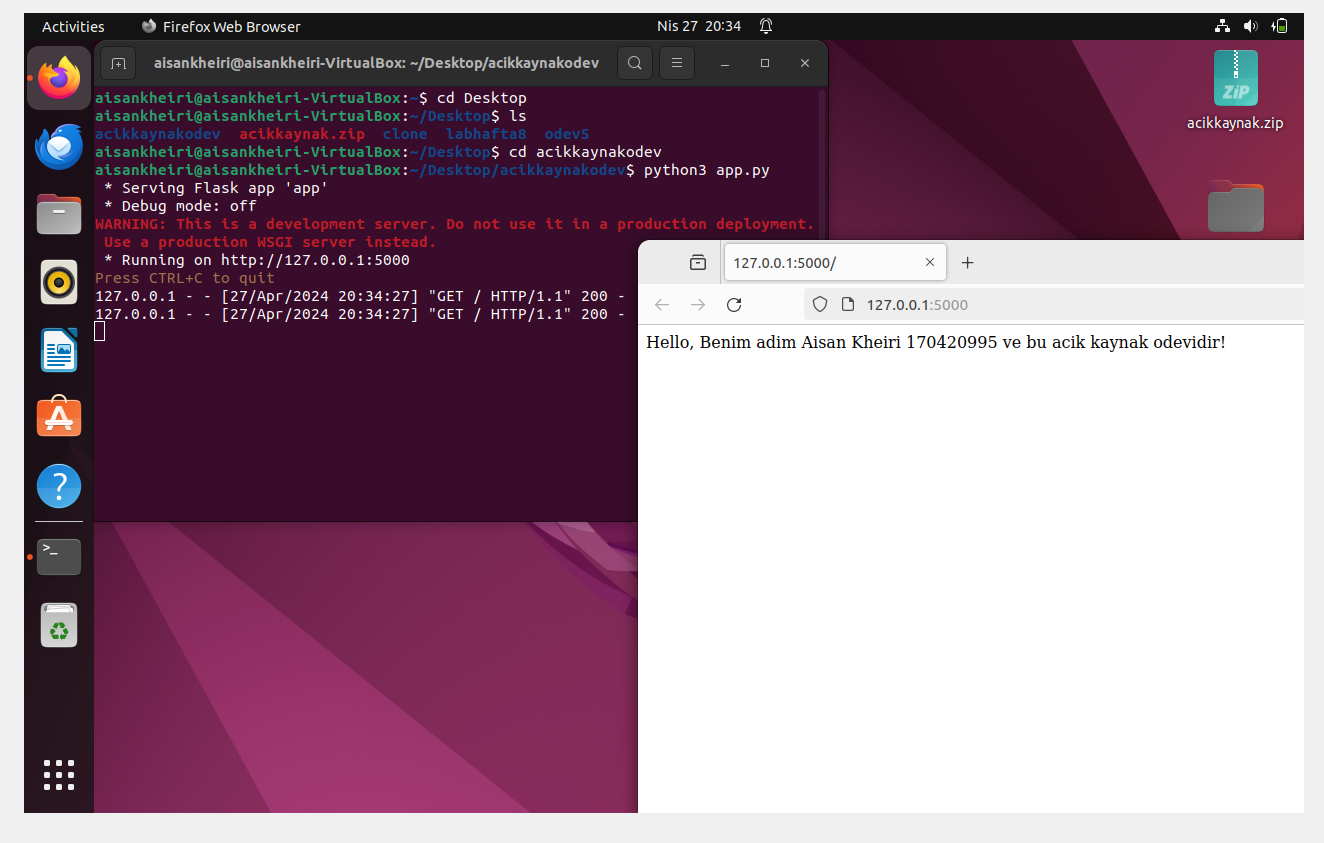 Activities Firefox Web Browser Nis 27 20:34
aisankheiri@aisankheiri-VirtualBox: ~/Desktop/acikkaynakodev
aisankheiri@aisankheiri-VirtualBox:~$ cd Desktop
aisankheiri@aisankheiri-VirtualBox:~/Desktop$ ls
acikkaynakodev acikkaynak.zip clone labhafta8 odev5
aisankheiri@aisankheiri-VirtualBox:~/Desktop$ cd acikkaynakodev
aisankheiri@aisankheiri-VirtualBox:~/Desktop/acikkaynakodev$ python3 app.py
* Serving Flask app 'app'
* Debug mode: off
WARNING: This is a development server. Do not use it in a production deployment.
Use a production WSGI server instead.
* Running on http://127.0.0.1:5000
Press CTRL+C to quit
127.0.0.1 - - [27/Apr/2024 20:34:27] "GET / HTTP/1.1" 200 -
127.0.0.1 - - [27/Apr/2024 20:34:27] "GET / HTTP/1.1" 200 -
ZiP
acikkaynak.zip
127.0.0.1:5000/
127.0.0.1:5000
Hello, Benim adim Aisan Kheiri 170420995 ve bu acik kaynak odevidir!